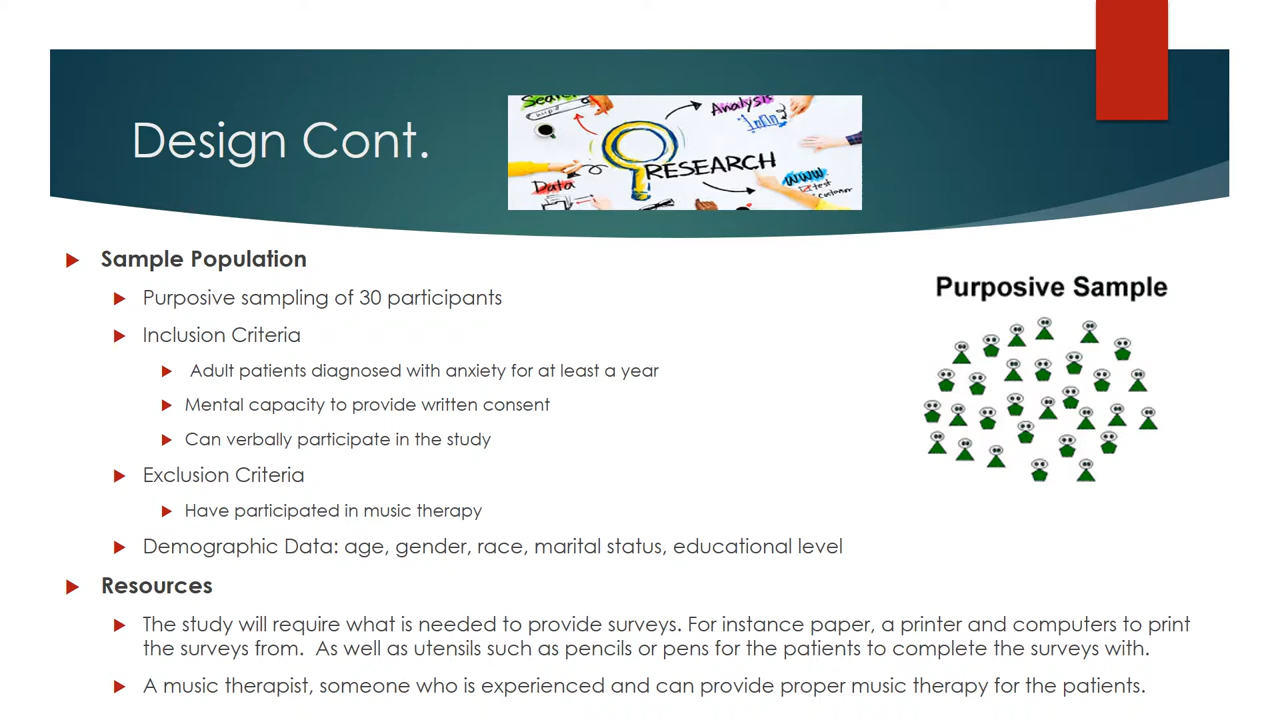 Design Cont.
Search
Analysis
RESEARCH
Data
WWW
test
customer
Sample Population
Purposive sampling of 30 participants
Inclusion Criteria
Adult patients diagnosed with anxiety for at least a year
Mental capacity to provide written consent
Can verbally participate in the study
Exclusion Criteria
Have participated in music therapy
Demographic Data: age, gender, race, marital status, educational level
Resources
The study will require what is needed to provide surveys. For instance paper, a printer and computers to print
the surveys from.  As well as utensils such as pencils or pens for the patients to complete the surveys with.
A music therapist, someone who is experienced and can provide proper music therapy for the patients.
Purposive Sample